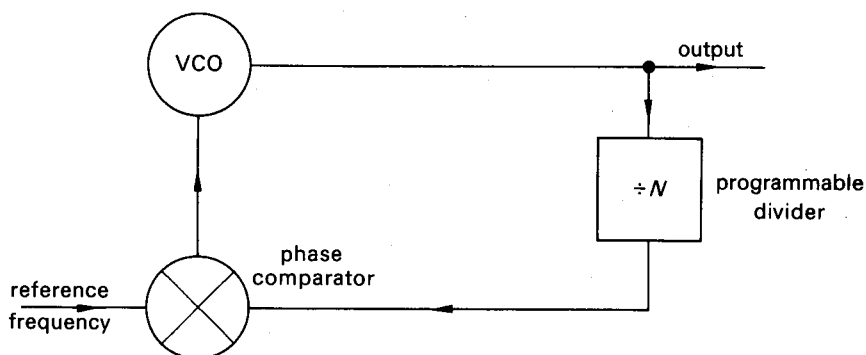 VCO
output
÷N
programmable
divider
phase
comparator
reference
frequency